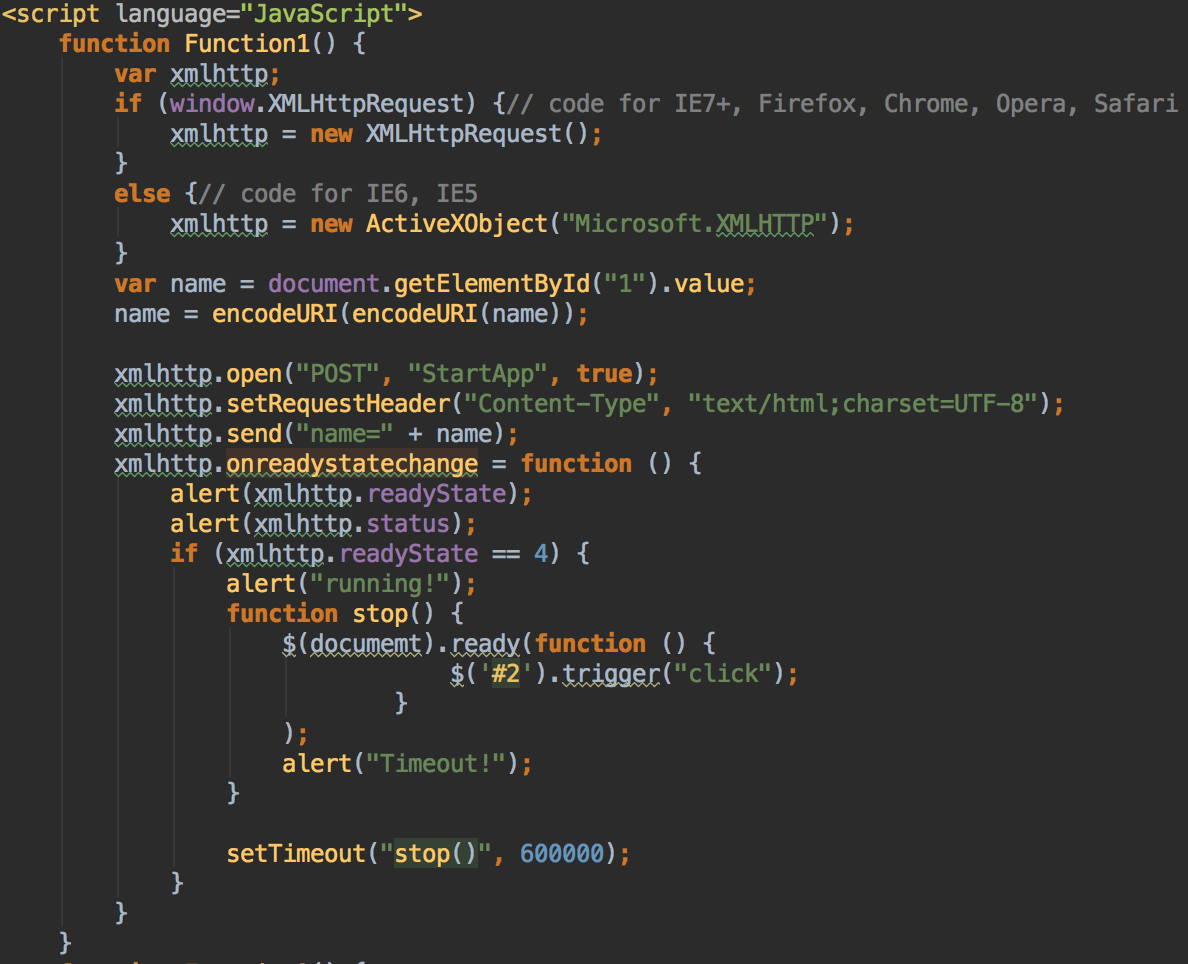 <script language="JavaScript">
function Function1() {
var xmlhttp;
if (window.XMLHttpRequest) {// code for IE7+, Firefox, Chrome, Opera, Safari
xmlhttp = new XMLHttpRequest();
}
else {// code for IE6, IE5
xmlhttp = new ActiveXObject("Microsoft.XMLHTTP");
}
var name = document.getElementById("1").value;
name = encodeURI(encodeURI(name));
xmlhttp.open("POST", "StartApp", true);
xmlhttp.setRequestHeader("Content-Type", "text/html;charset=UTF-8");
xmlhttp.send("name=" + name);
xmlhttp.onreadystatechange = function () {
alert(xmlhttp.readyState);
alert(xmlhttp.status);
if (xmlhttp.readyState == 4) {
alert("running!");
function stop() {
$(documemt).ready(function () {
$('#2').trigger("click");
}
);
alert("Timeout!");
}
setTimeout("stop()", 600000);
}
}
}